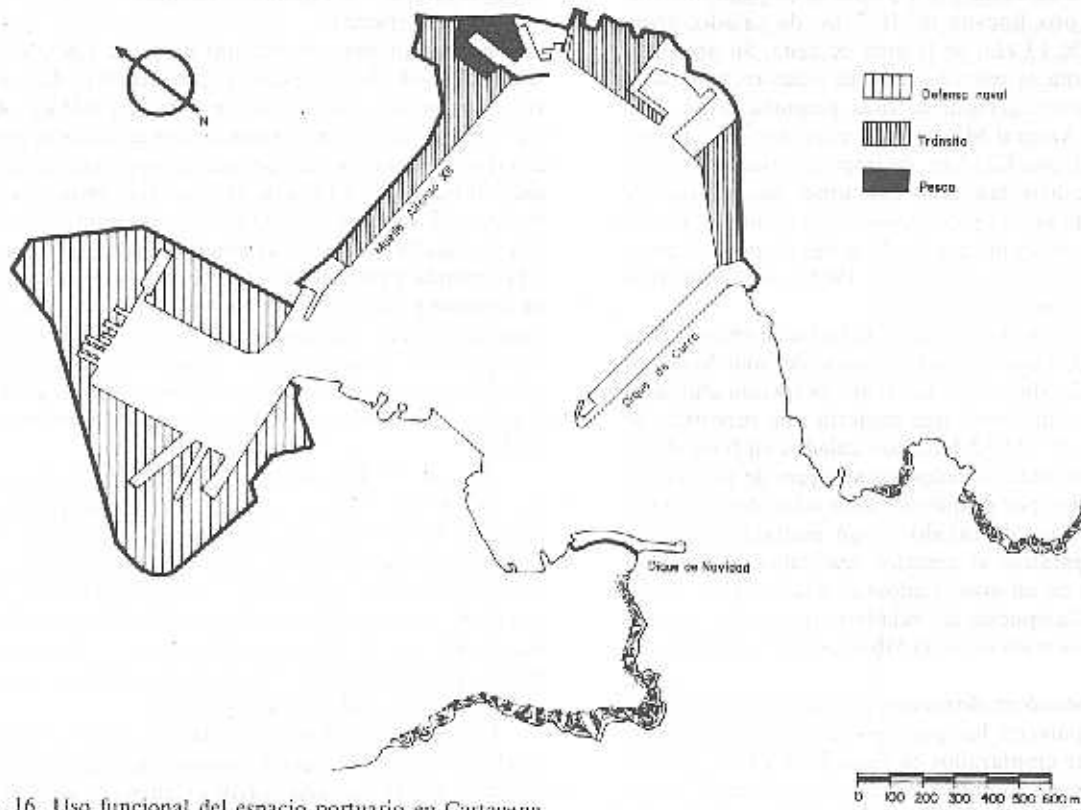 N
Defensa naval
Tránsito
Pesca
Muelle Alfonso XII
Dique de Curra
Dique de Navidad
0 100 200 300 400 500 600 m
16. Uso funcional del espacio portuario en Cartagena